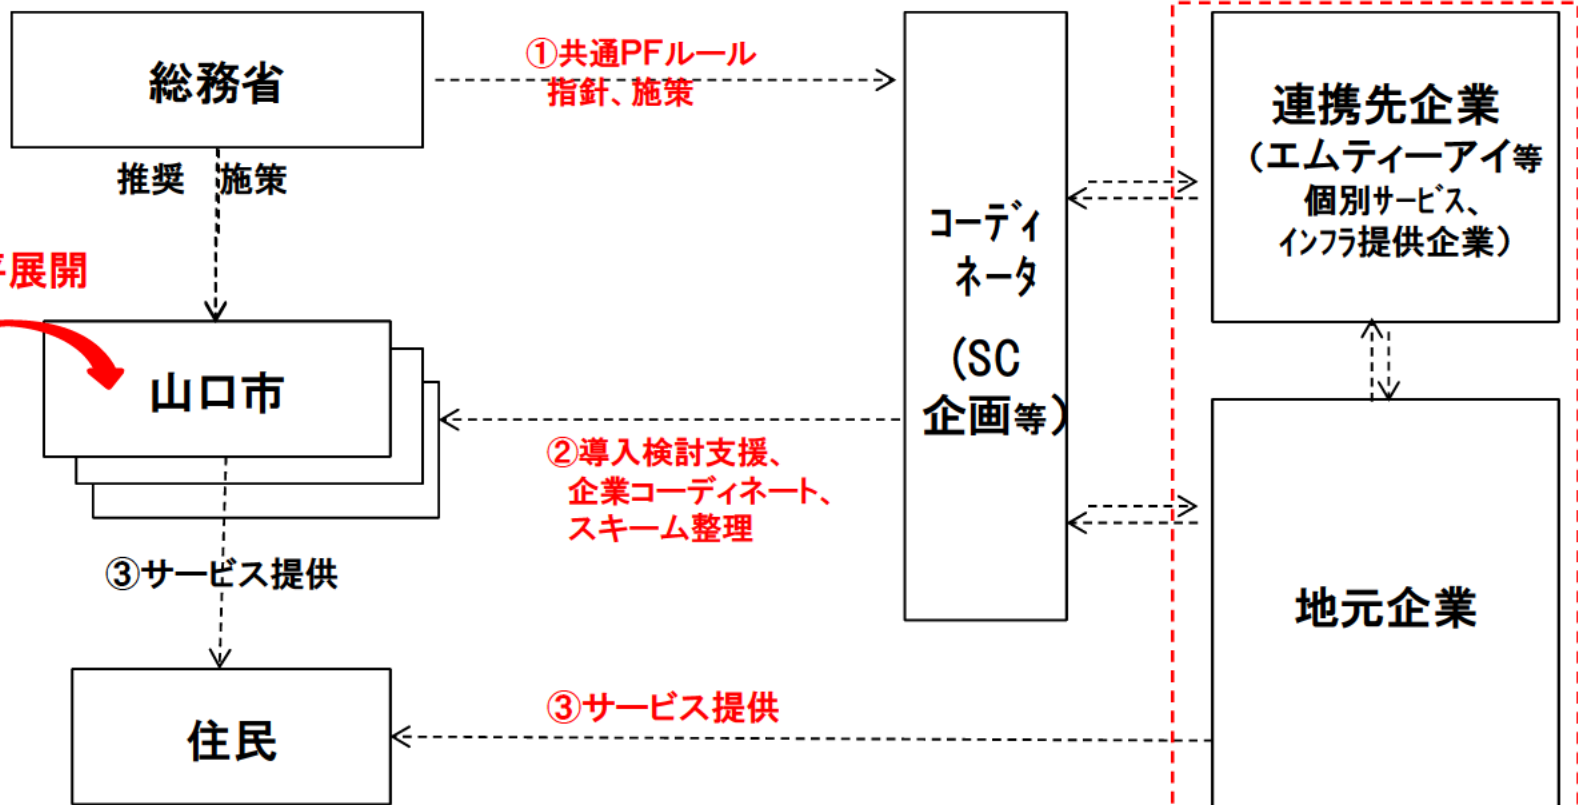 総務省
①共通PFルール
指針、施策
推奨 施策
展開
山口市
コーディ
ネータ
(SC
企画等)
連携先企業
(エムティーアイ等
個別サービス、
インフラ提供企業)
②導入検討支援、
企業コーディネート、
スキーム整理
③サービス提供
地元企業
③サービス提供
住民